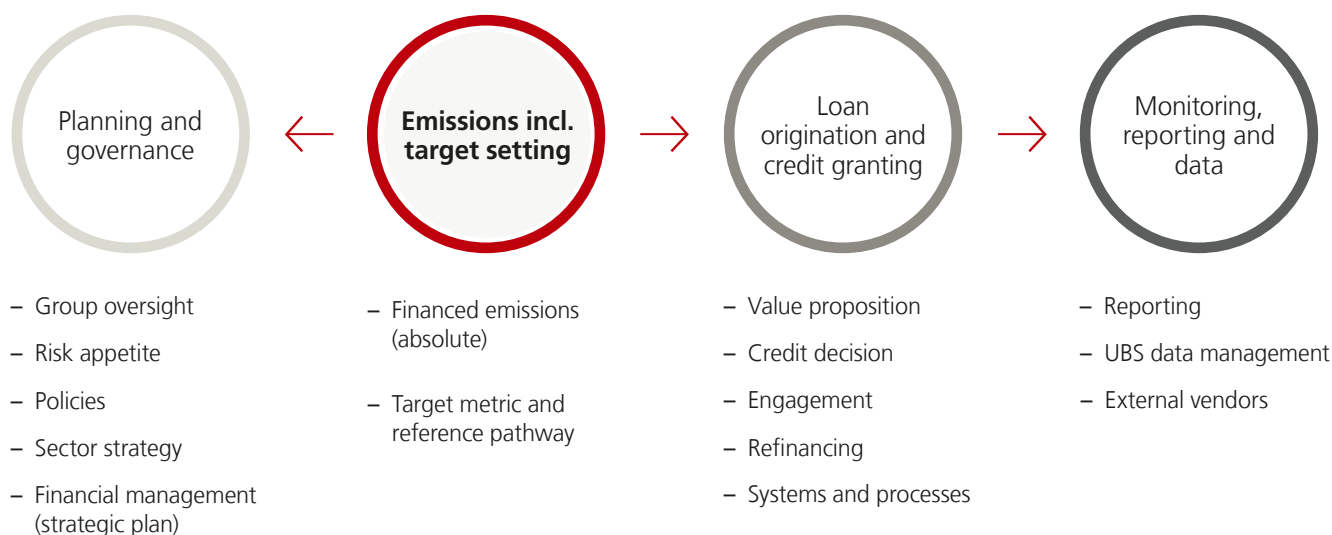 Planning and
governance
Emissions incl.
target setting
Loan
origination and
credit granting
Monitoring,
reporting and
data
– Group oversight
– Risk appetite
– Policies
– Sector strategy
– Financial management
(strategic plan)
– Financed emissions
(absolute)
– Target metric and
reference pathway
– Value proposition
– Credit decision
– Engagement
– Refinancing
– Systems and processes
– Reporting
– UBS data management
– External vendors